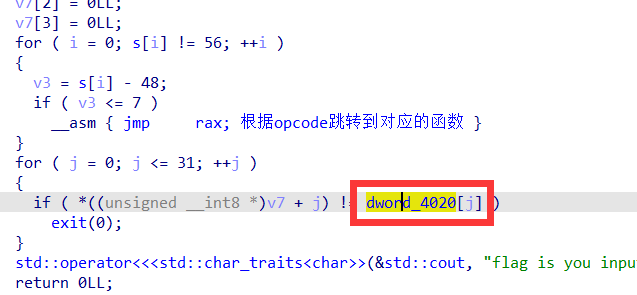 v7[2] = 0LL;
v7[3] = 0LL;
for ( i = 0; s[i] != 56; ++i )
{
v3 = s[i] - 48;
if ( v3 <= 7 )
__asm { jmp     rax; 根据opcode跳转到对应的函数 }
}
for ( j = 0; j <= 31; ++j )
{
if ( *((unsigned __int8 *)v7 + j) != dword_4020[j] )
exit(0);
}
std::operator<<<std::char_traits<char>>(&std::cout, "flag is you inpu
return 0LL;